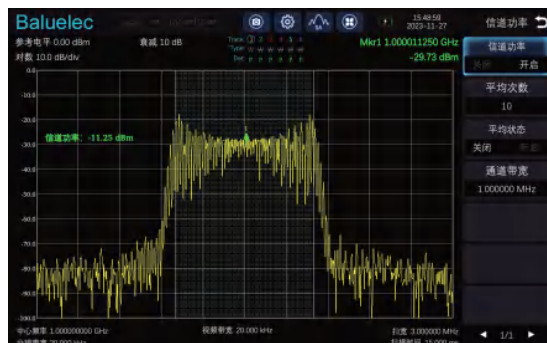 Baluelec
15:48:59
2023-11-27
信道功率
参考电平 0.00 dBm
衰减 10 dB
Mkr1 1.000011250 GHz
对数 10.0 dB/div
-29.73 dBm
信道功率
开启
平均次数
10
平均状态
关闭
通道带宽
1.000000 MHz
0.0
-10.0
-20.0
信道功率: -11.25 dBm
-30.0
-40.0
-50.0
-60.0
-70.0
-80.0
-90.0
-100.0
中心频率 1.000000000 GHz
视频带宽 20.000 kHz
扫宽 3.000000 MHz
1/1